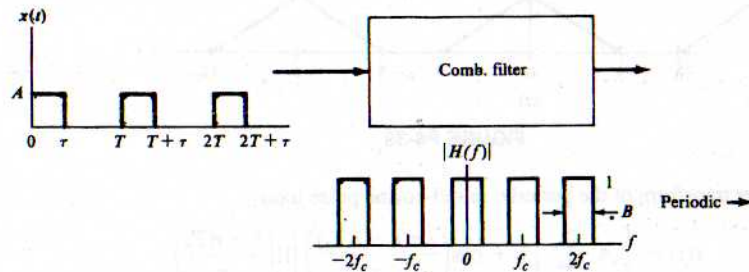 x(t)
A
0 τ T T + τ 2T 2T + τ
Comb. filter
|H(f)|
1
B
Periodic
-2f_c -f_c 0 f_c 2f_c f